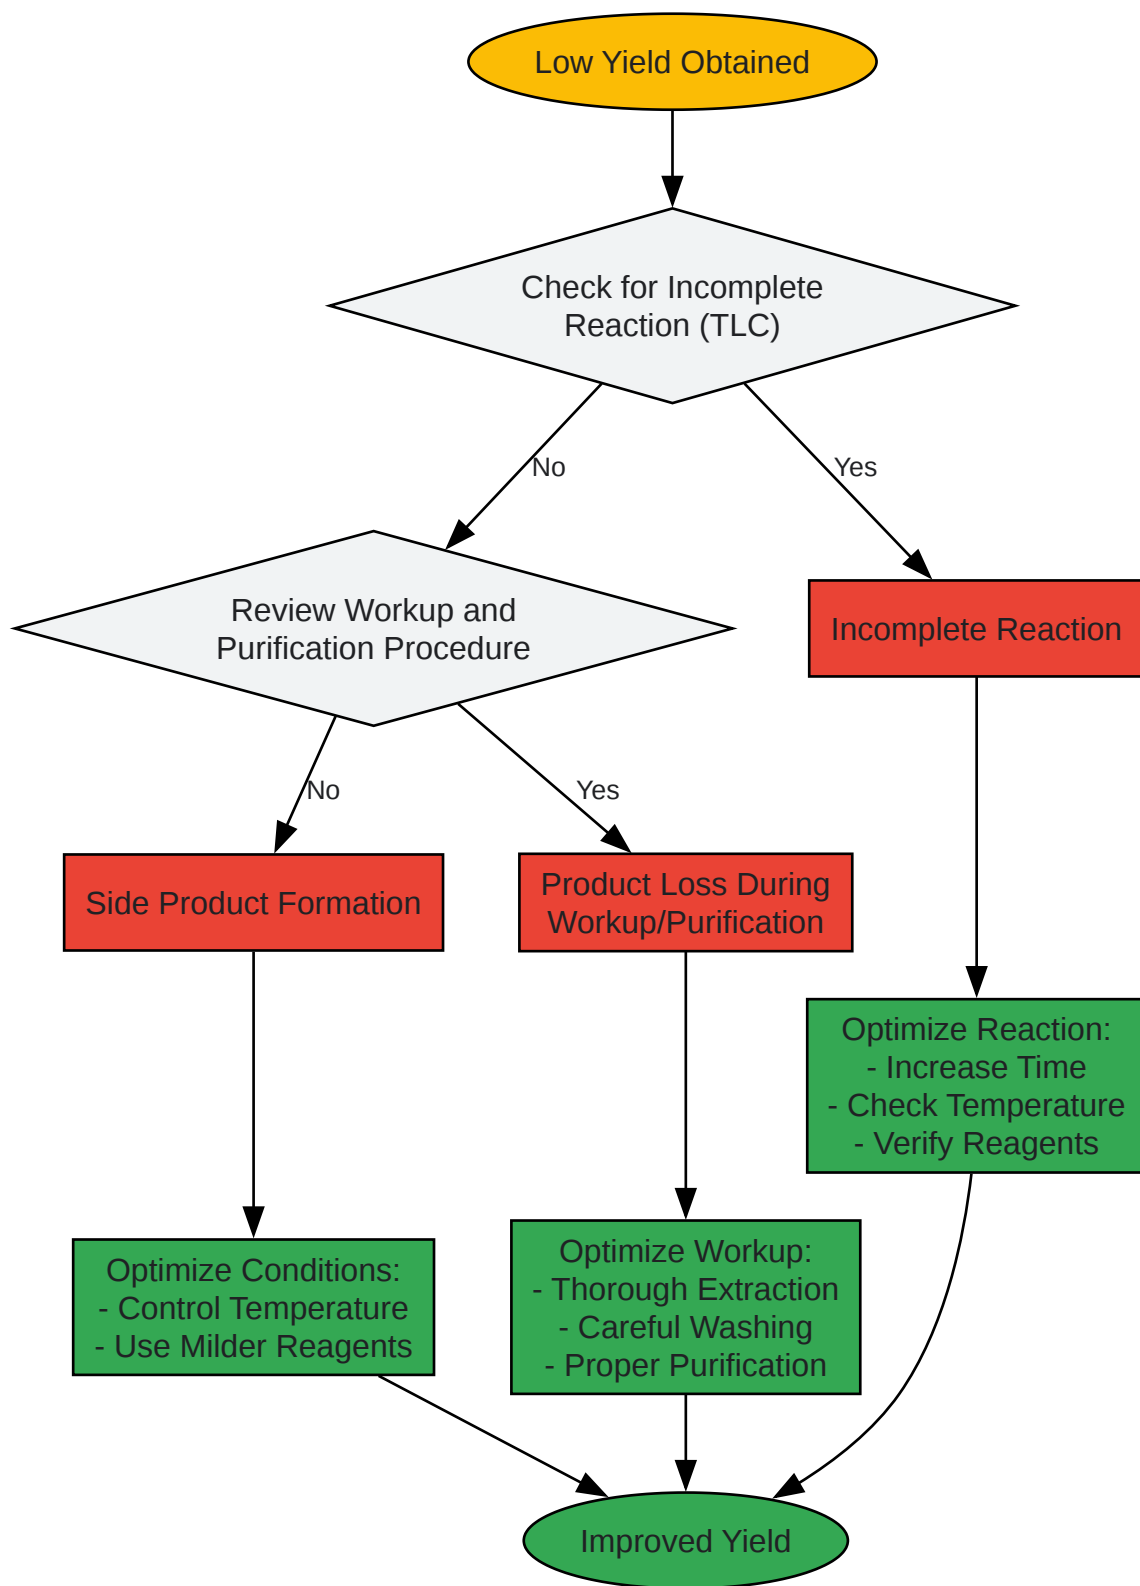 Low Yield Obtained
Check for Incomplete
Reaction (TLC)
No
Yes
Review Workup and
Purification Procedure
Incomplete Reaction
No
Yes
Side Product Formation
Product Loss During
Workup/Purification
Optimize Reaction:
- Increase Time
- Check Temperature
- Verify Reagents
Optimize Conditions:
- Control Temperature
- Use Milder Reagents
Optimize Workup:
- Thorough Extraction
- Careful Washing
- Proper Purification
Improved Yield